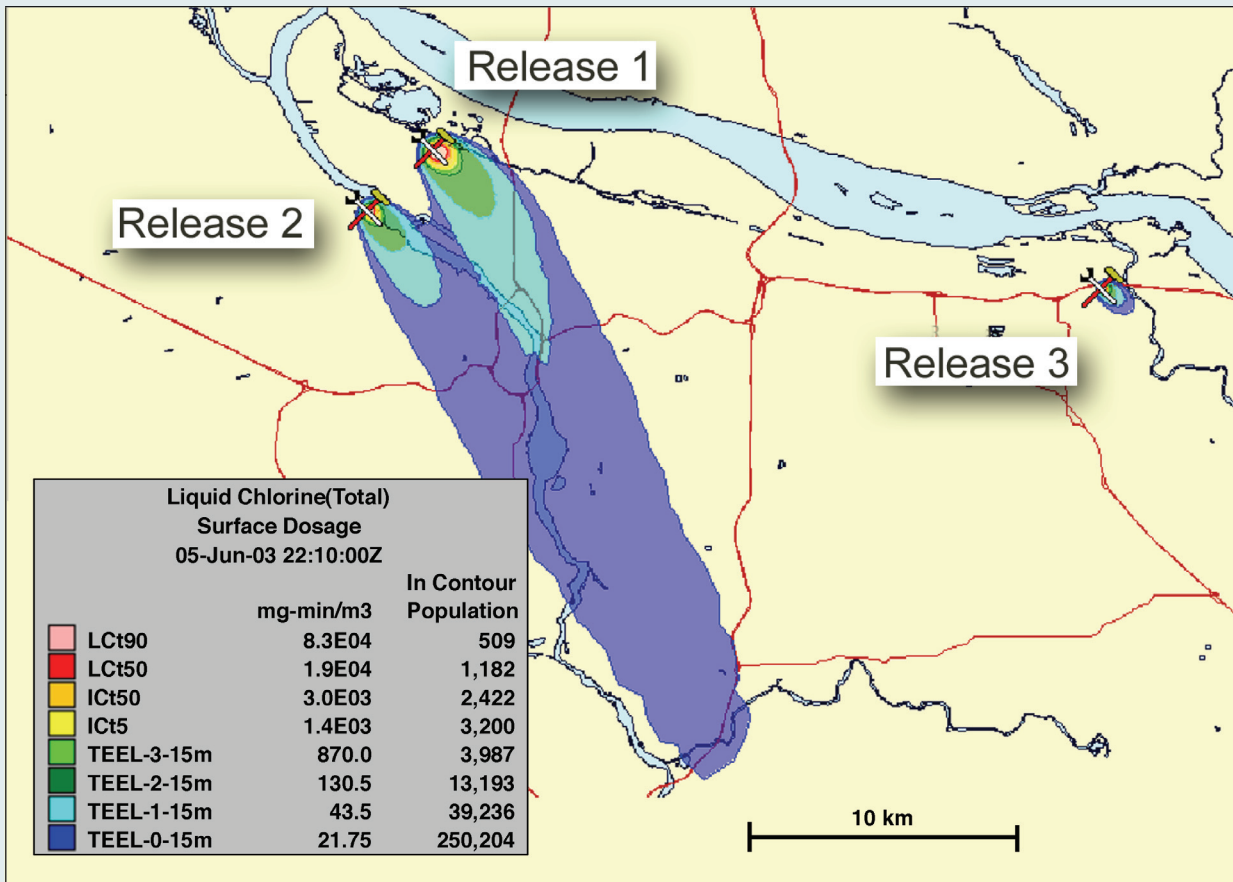 Release 1
Release 2
Release 3
Liquid Chlorine(Total)
Surface Dosage
05-Jun-03 22:10:00Z
In Contour
mg-min/m3 Population
LCt90 8.3E04 509
LCt50 1.9E04 1,182
ICt50 3.0E03 2,422
ICt5 1.4E03 3,200
TEEL-3-15m 870.0 3,987
TEEL-2-15m 130.5 13,193
TEEL-1-15m 43.5 39,236
TEEL-0-15m 21.75 250,204
10 km